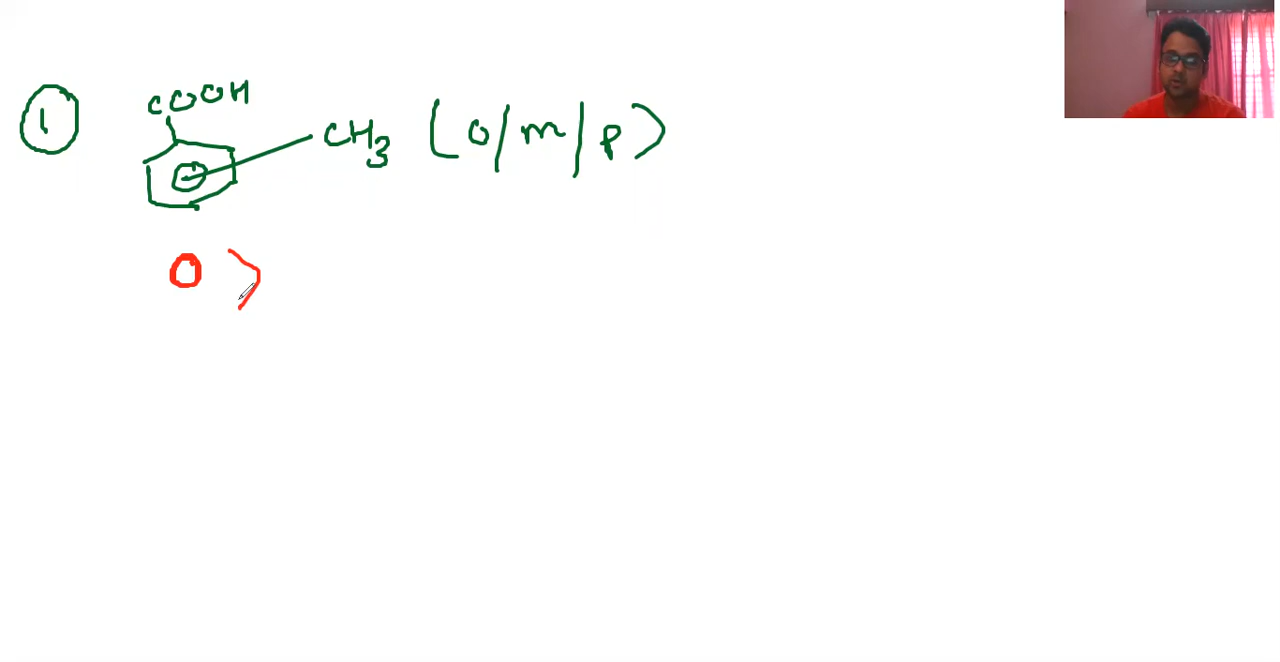 ① COOH
CH3 (o/m/p)
o >